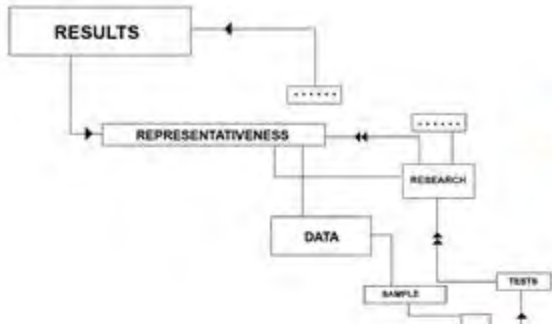 RESULTS
......
......
REPRESENTATIVENESS
RESEARCH
DATA
TESTS
SAMPLE